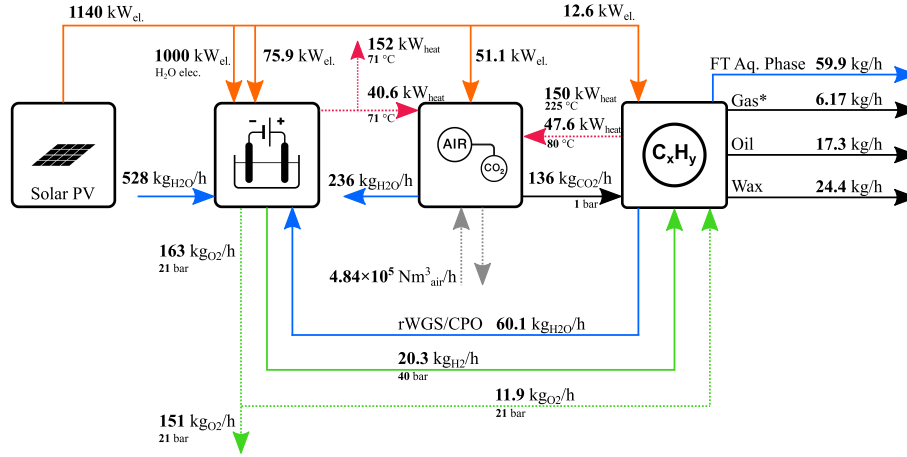 1140 kWel.
12.6 kWel.
1000 kWel.
H2O elec.
75.9 kWel.
152 kWheat
71 °C
51.1 kWel.
40.6 kWheat
71 °C
150 kWheat
225 °C
47.6 kWheat
80 °C
FT Aq. Phase 59.9 kg/h
Gas* 6.17 kg/h
Oil 17.3 kg/h
Wax 24.4 kg/h
Solar PV
- +
AIR
CO2
CxHy
528 kgH2O/h
236 kgH2O/h
136 kgCO2/h
1 bar
163 kgO2/h
21 bar
4.84×10⁵ Nm³air/h
rWGS/CPO 60.1 kgH2O/h
20.3 kgH2/h
40 bar
11.9 kgO2/h
21 bar
151 kgO2/h
21 bar